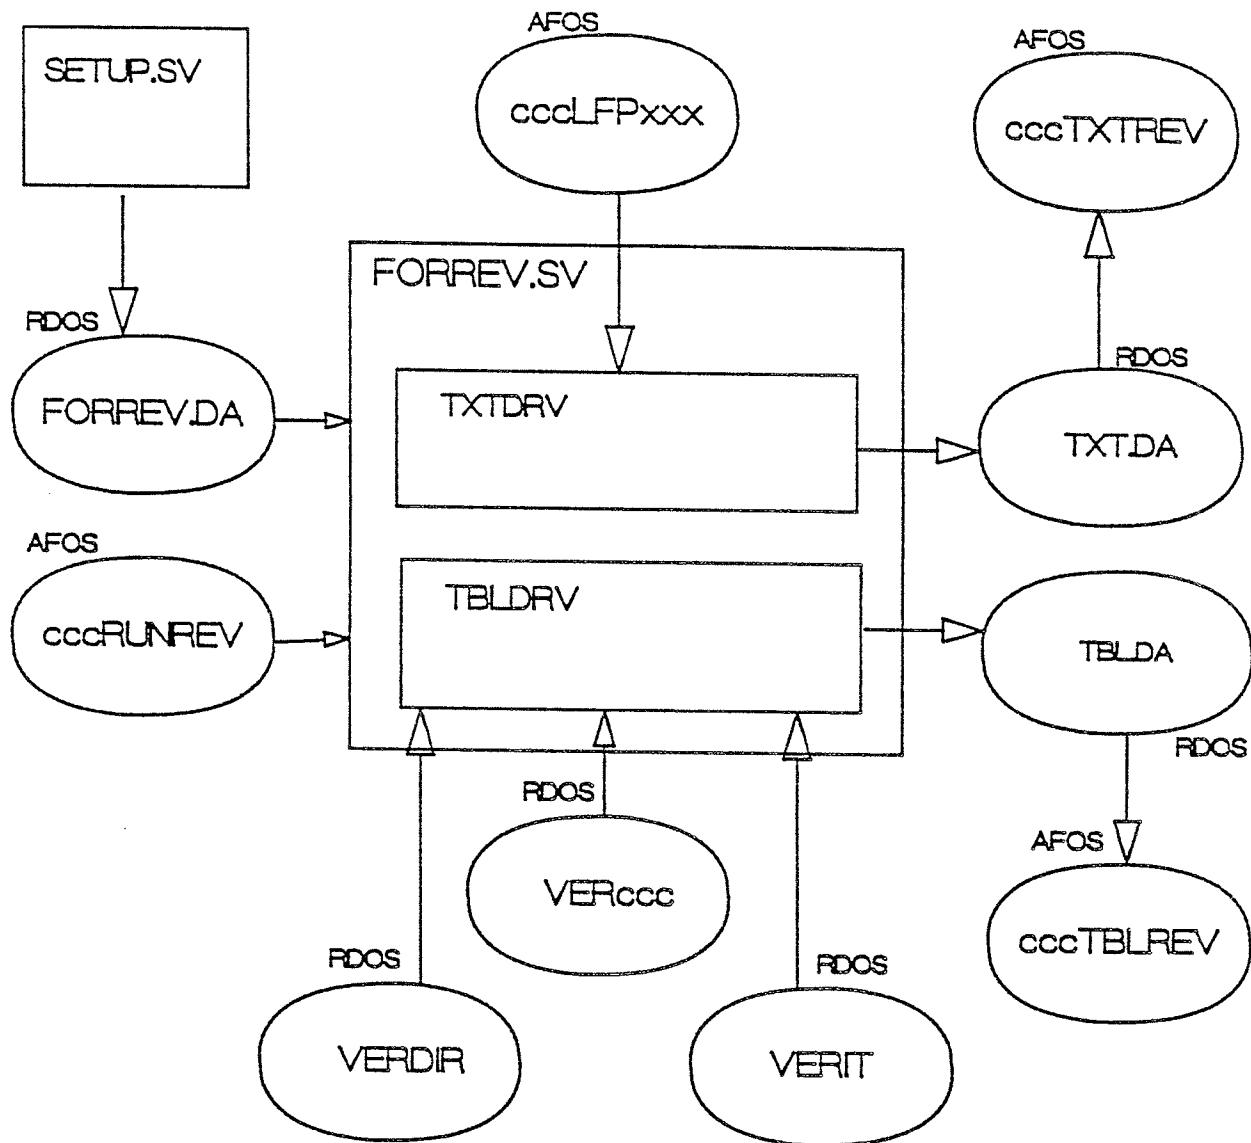 AFOS
AFOS
SETUP.SV
cccLFPxxx
cccTXTREV
FORREV.SV
RDOS
RDOS
FORREV.DA
TXTDRV
TXT.DA
AFOS
TBLDRV
cccRUNREV
TBL.DA
RDOS
RDOS
AFOS
VERccc
cccTBLREV
RDOS
RDOS
VERDIR
VERIT